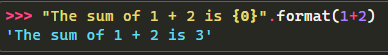 >>> "The sum of 1 + 2 is {0}".format(1+2)
'The sum of 1 + 2 is 3'